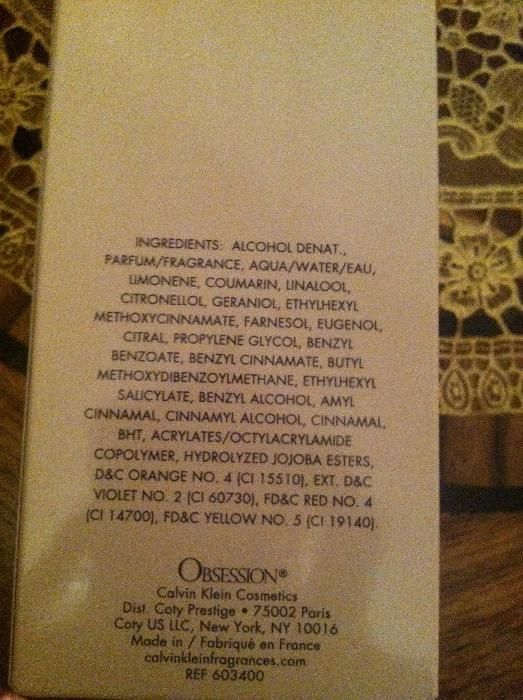 INGREDIENTS: ALCOHOL DENAT.,
PARFUM/FRAGRANCE, AQUA/WATER/EAU,
LIMONENE, COUMARIN, LINALOOL,
CITRONELLOL, GERANIOL, ETHYLHEXYL
METHOXYCINNAMATE, FARNESOL, EUGENOL,
CITRAL, PROPYLENE GLYCOL, BENZYL
BENZOATE, BENZYL CINNAMATE, BUTYL
METHOXYDIBENZOYLMETHANE, ETHYLHEXYL
SALICYLATE, BENZYL ALCOHOL, AMYL
CINNAMAL, CINNAMYL ALCOHOL, CINNAMAL,
BHT, ACRYLATES/OCTYLACRYLAMIDE
COPOLYMER, HYDROLYZED JOJOBA ESTERS,
D&C ORANGE NO. 4 (CI 15510), EXT. D&C
VIOLET NO. 2 (CI 60730), FD&C RED NO. 4
(CI 14700), FD&C YELLOW NO. 5 (CI 19140).
OBSESSION®
Calvin Klein Cosmetics
Dist. Coty Prestige • 75002 Paris
Coty US LLC, New York, NY 10016
Made in / Fabriqué en France
calvinkleinfragrances.com
REF 603400